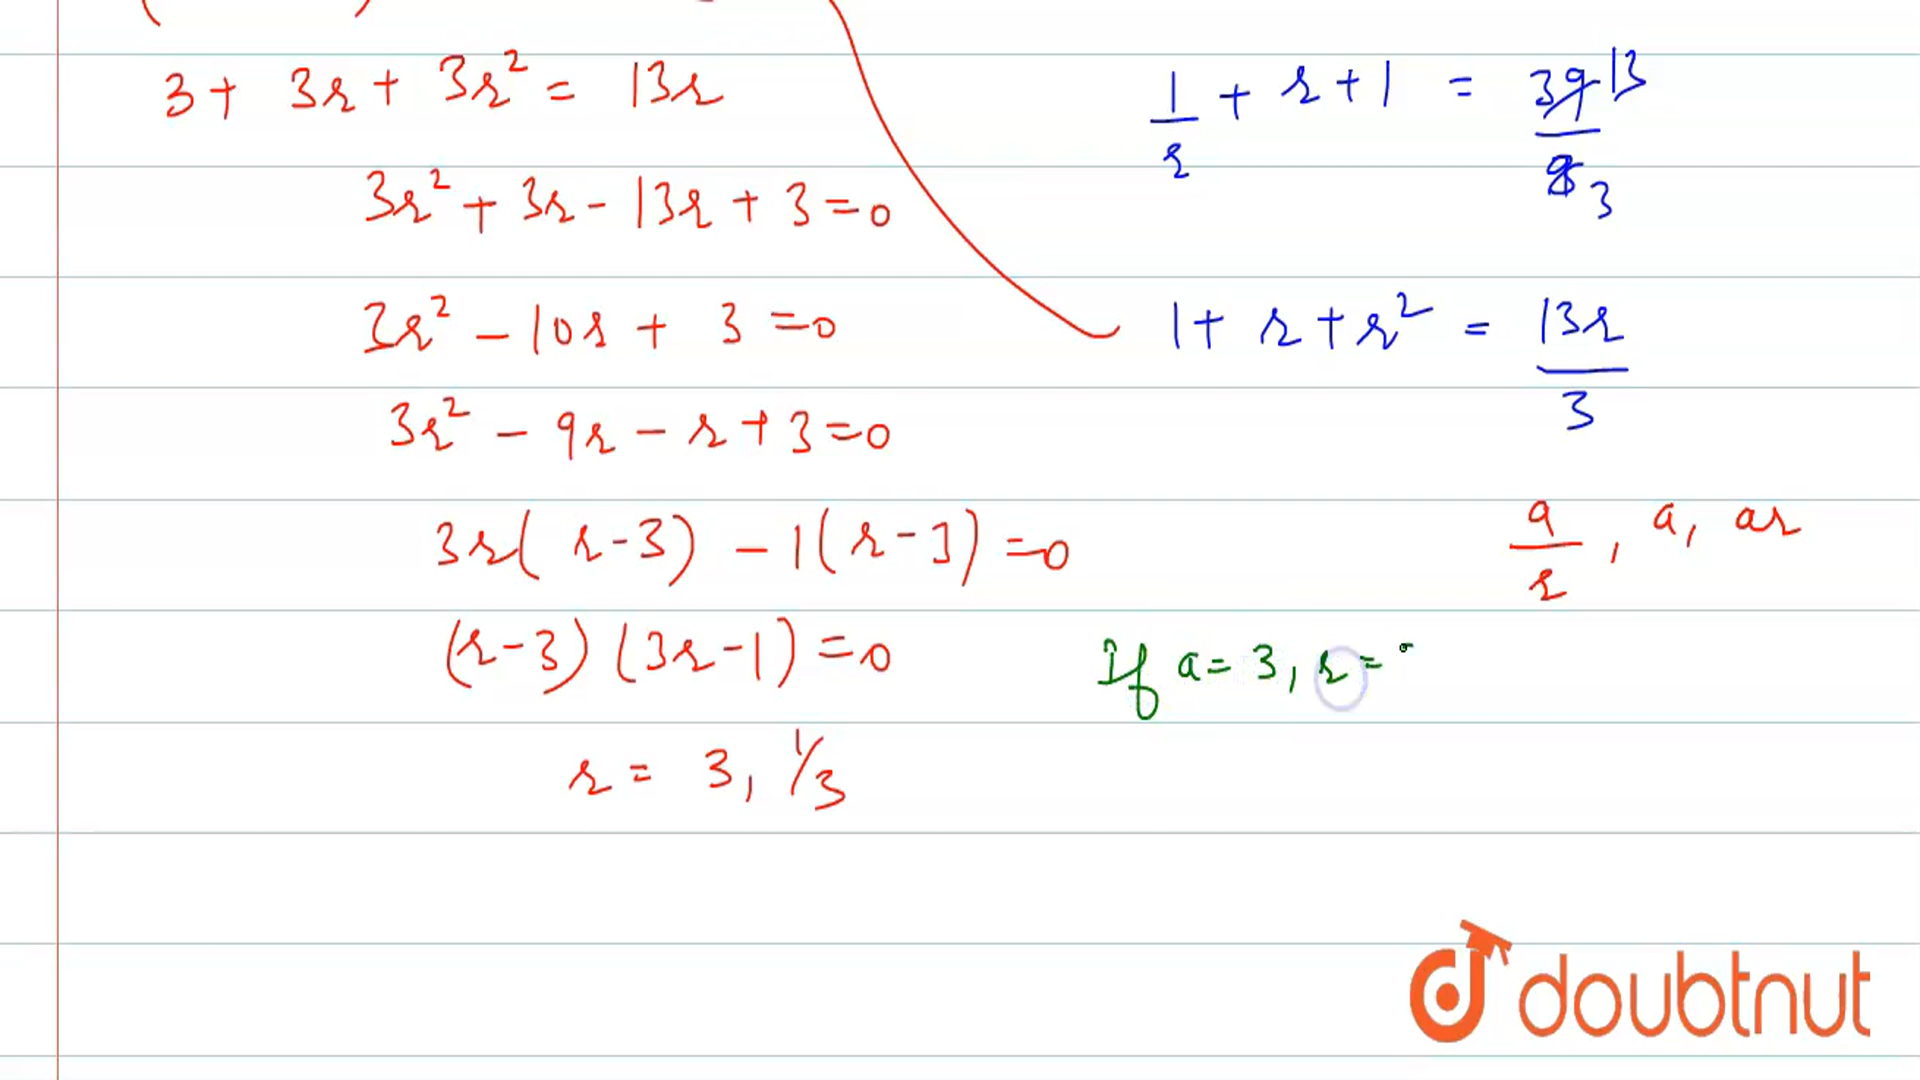 3 + 3r + 3r² = 13r
3r² + 3r - 13r + 3 = 0
3r² - 10r + 3 = 0
3r² - 9r - r + 3 = 0
3r( r-3) - 1( r-3) = 0
(r-3) (3r-1) = 0
r = 3, 1/3
1/r + r + 1 = 39/9 13/3
1 + r + r² = 13r/3
a/r, a, ar
If a = 3, r =
doubtnut